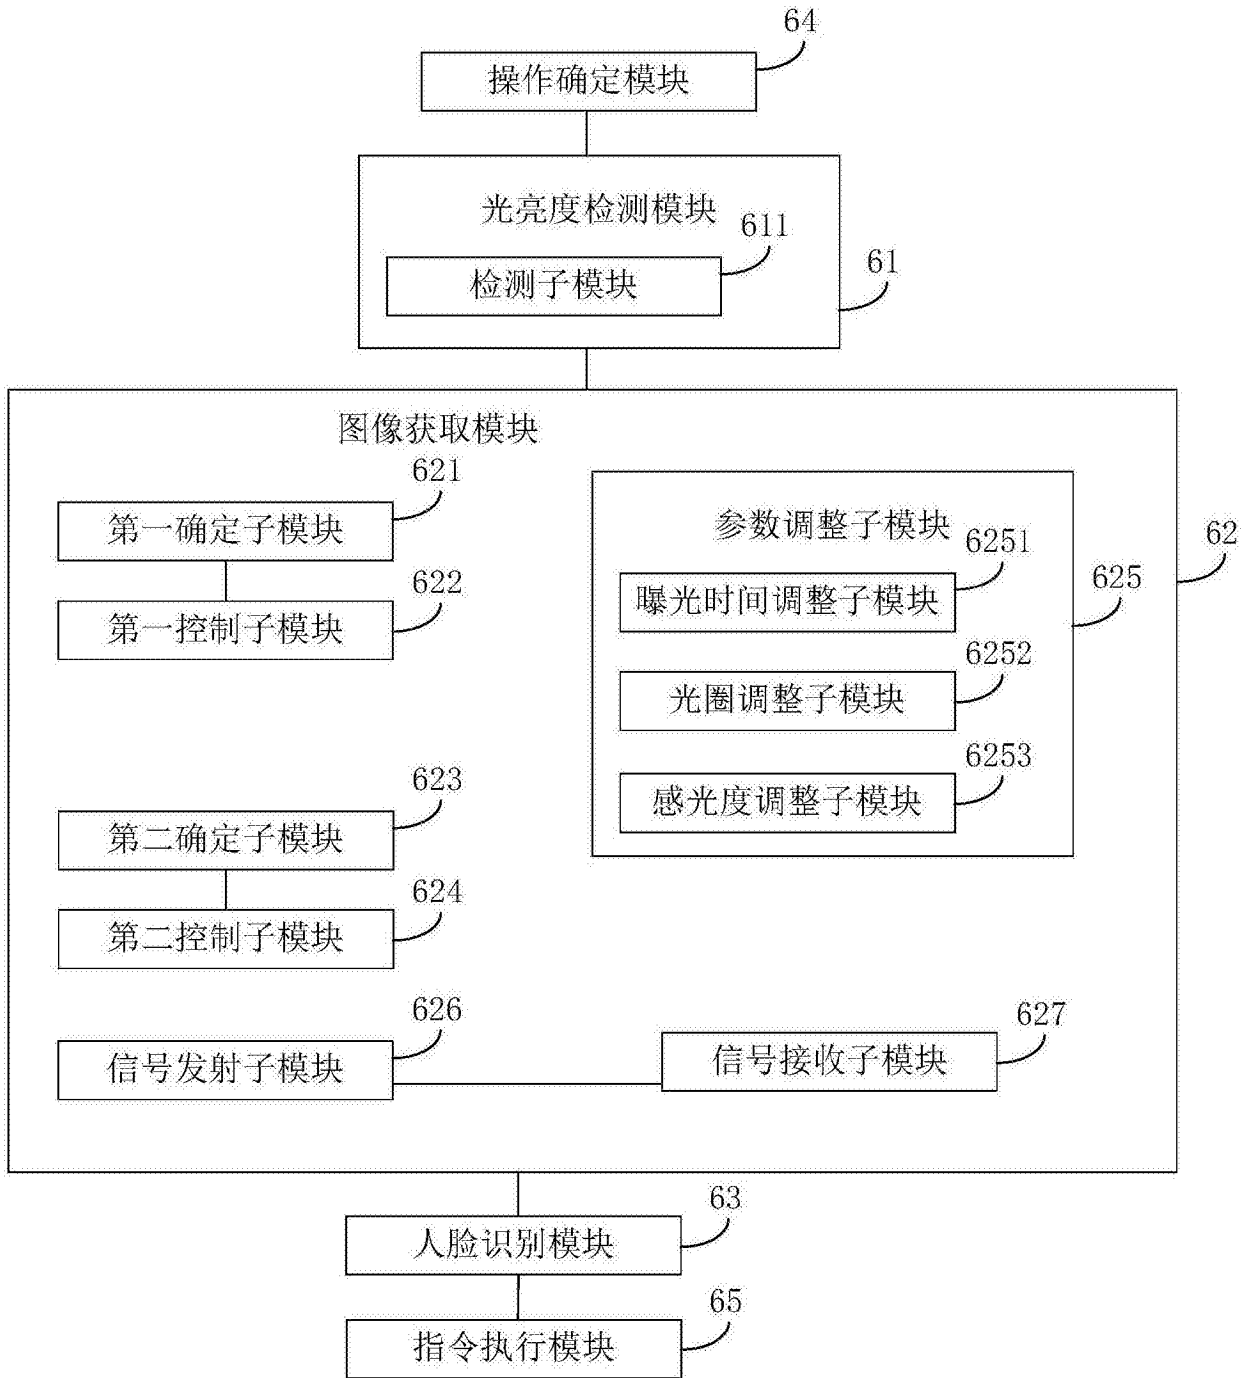 64
操作确定模块
光亮度检测模块
611
检测子模块
61
图像获取模块
621
第一确定子模块
622
第一控制子模块
参数调整子模块
6251
曝光时间调整子模块
625
62
6252
光圈调整子模块
6253
感光度调整子模块
623
第二确定子模块
624
第二控制子模块
626
信号发射子模块
627
信号接收子模块
63
人脸识别模块
65
指令执行模块